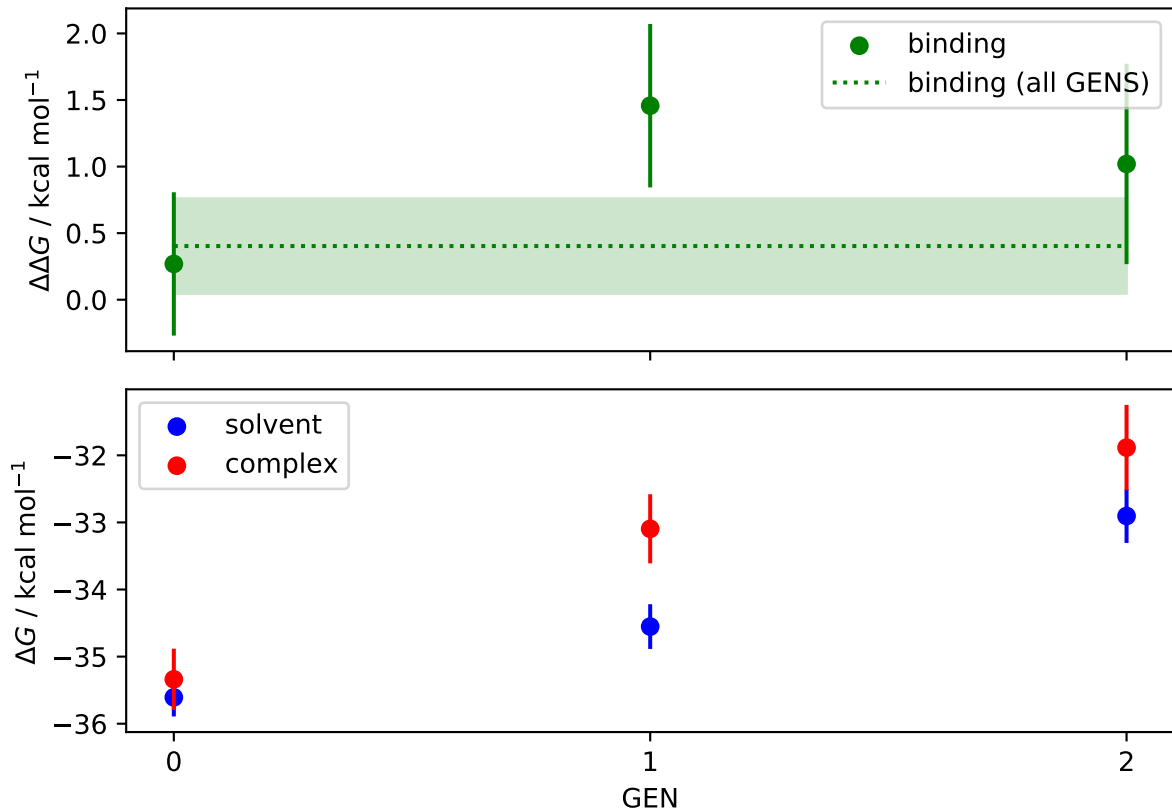 2.0
1.5
1.0
0.5
0.0
ΔΔG / kcal mol⁻¹
binding
binding (all GENS)
−32
−33
−34
−35
−36
ΔG / kcal mol⁻¹
solvent
complex
0
1
2
GEN